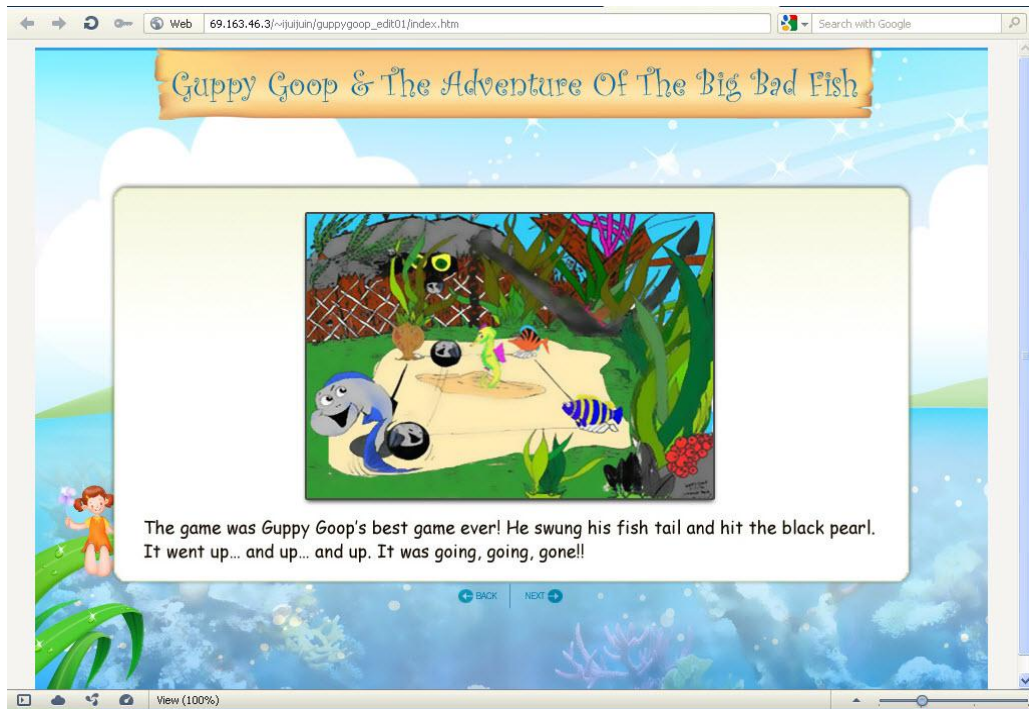 Web
69.163.46.3/~ijuijuin/guppygoop_edit01/index.htm
Search with Google
Guppy Goop & The Adventure Of The Big Bad Fish
The game was Guppy Goop's best game ever! He swung his fish tail and hit the black pearl.
It went up... and up... and up. It was going, going, gone!!
BACK
NEXT
View (100%)